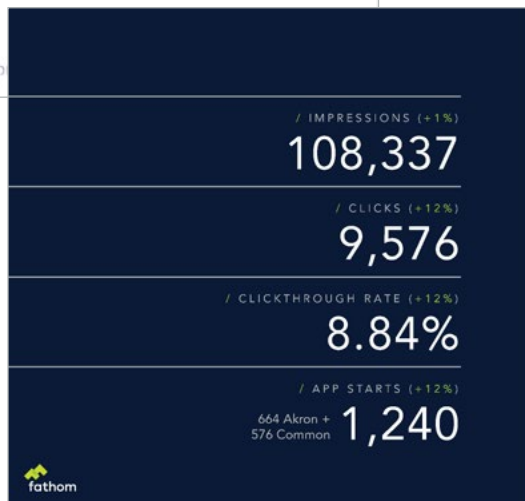 / IMPRESSIONS (+1%)
108,337
/ CLICKS (+12%)
9,576
/ CLICKTHROUGH RATE (+12%)
8.84%
/ APP STARTS (+12%)
664 Akron +
576 Common
1,240
fathom